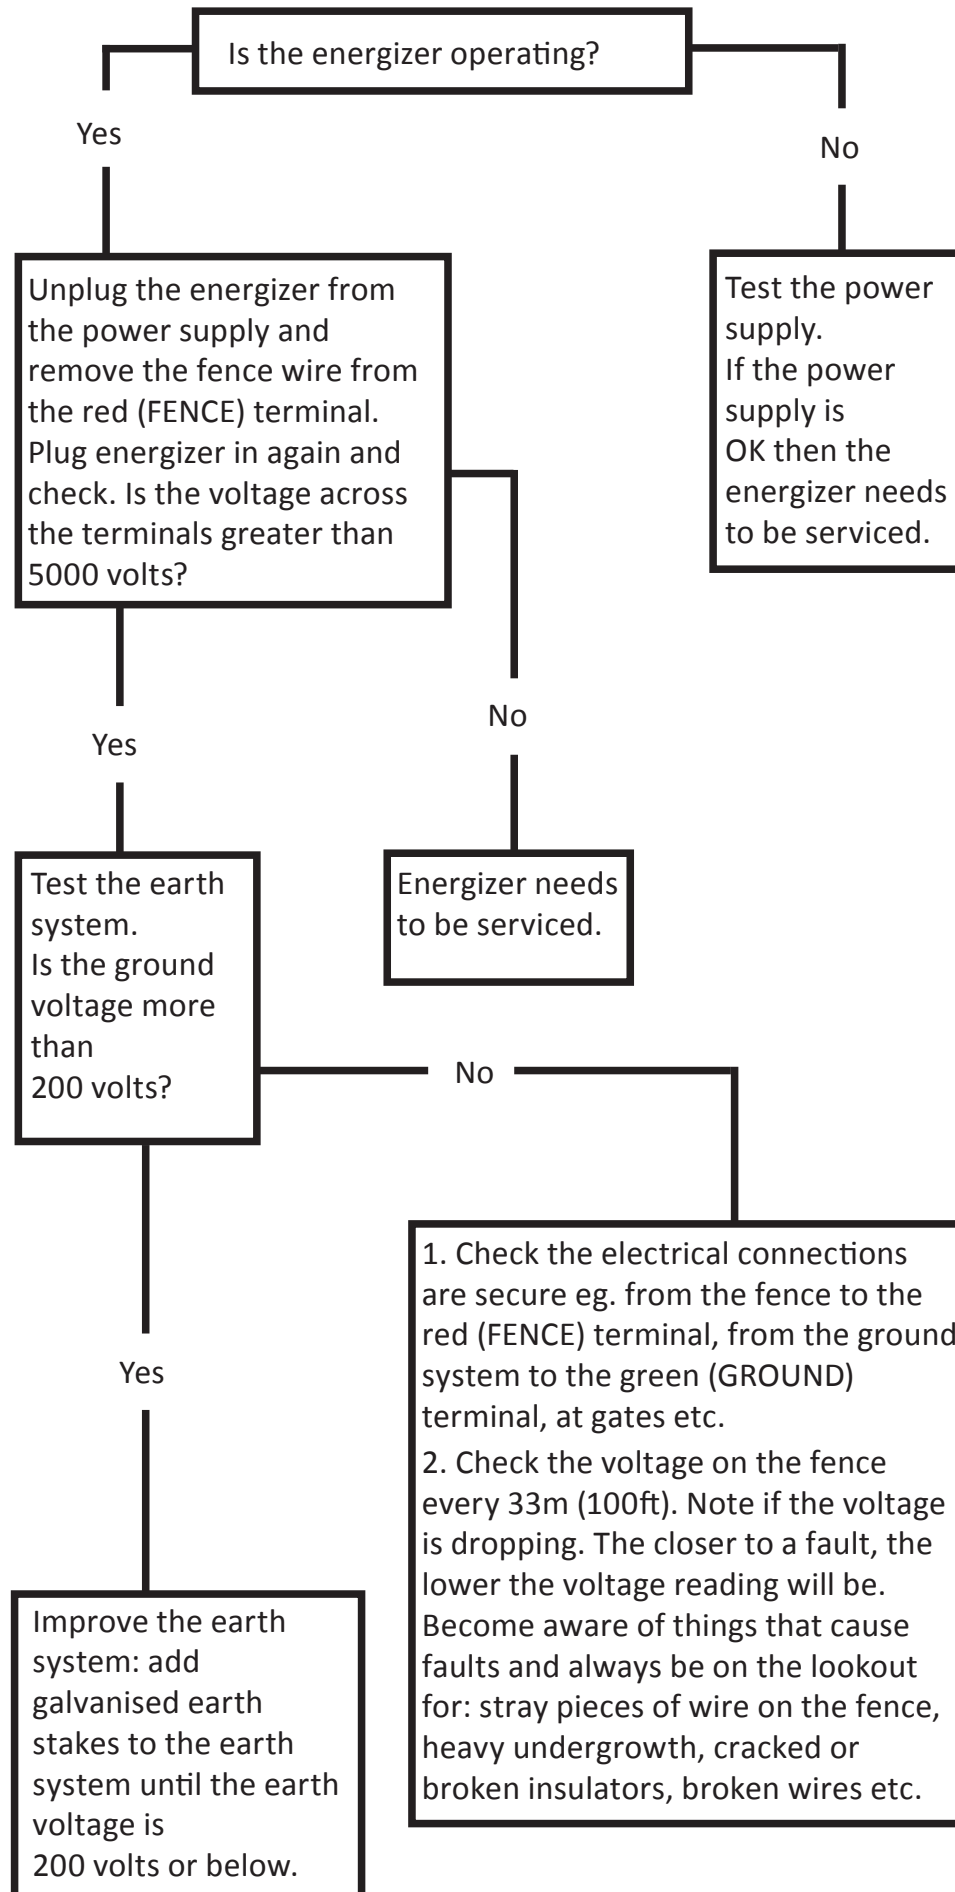 Is the energizer operating?
Yes
No
Unplug the energizer from
the power supply and
remove the fence wire from
the red (FENCE) terminal.
Plug energizer in again and
check. Is the voltage across
the terminals greater than
5000 volts?
Test the power
supply.
If the power
supply is
OK then the
energizer needs
to be serviced.
Yes
No
Test the earth
system.
Is the ground
voltage more
than
200 volts?
Energizer needs
to be serviced.
No
Yes
1. Check the electrical connections
are secure eg. from the fence to the
red (FENCE) terminal, from the ground
system to the green (GROUND)
terminal, at gates etc.
2. Check the voltage on the fence
every 33m (100ft). Note if the voltage
is dropping. The closer to a fault, the
lower the voltage reading will be.
Become aware of things that cause
faults and always be on the lookout
for: stray pieces of wire on the fence,
heavy undergrowth, cracked or
broken insulators, broken wires etc.
Improve the earth
system: add
galvanised earth
stakes to the earth
system until the earth
voltage is
200 volts or below.